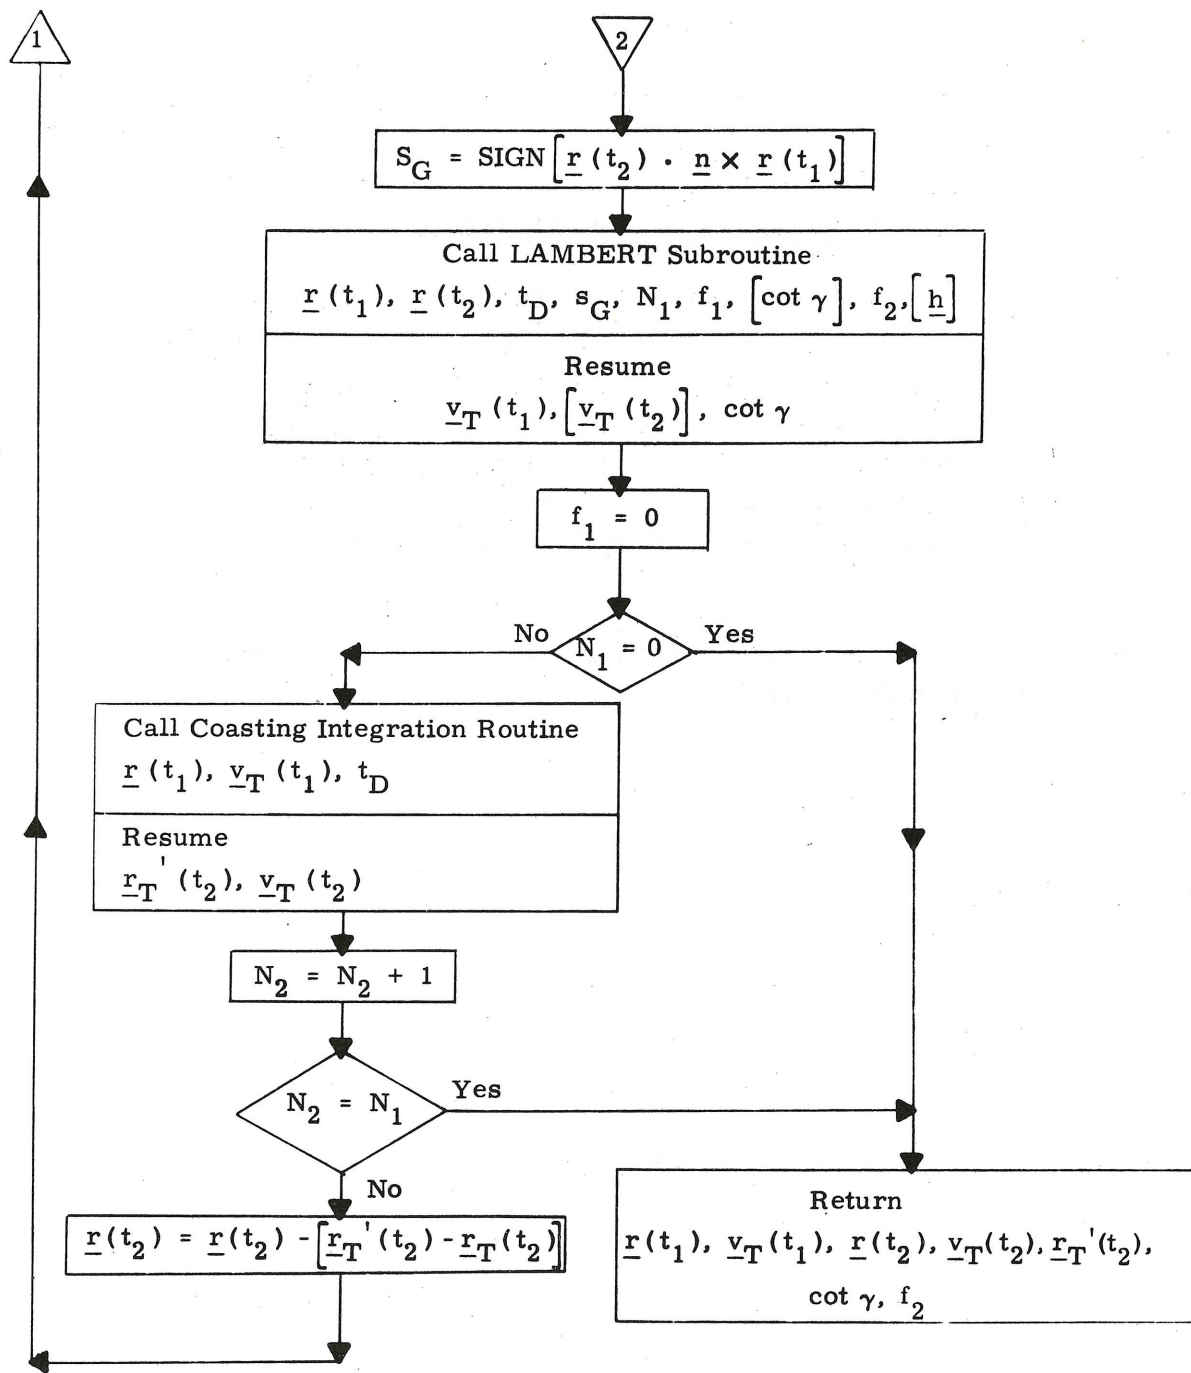 1
2
S_G = SIGN [r(t_2) · n × r(t_1)]
Call LAMBERT Subroutine
r(t_1), r(t_2), t_D, s_G, N_1, f_1, [cot γ], f_2, [h]
Resume
v_T(t_1), [v_T(t_2)], cot γ
f_1 = 0
No
N_1 = 0
Yes
Call Coasting Integration Routine
r(t_1), v_T(t_1), t_D
Resume
r_T'(t_2), v_T(t_2)
N_2 = N_2 + 1
N_2 = N_1
Yes
No
r(t_2) = r(t_2) - [r_T'(t_2) - r_T(t_2)]
Return
r(t_1), v_T(t_1), r(t_2), v_T(t_2), r_T'(t_2),
cot γ, f_2